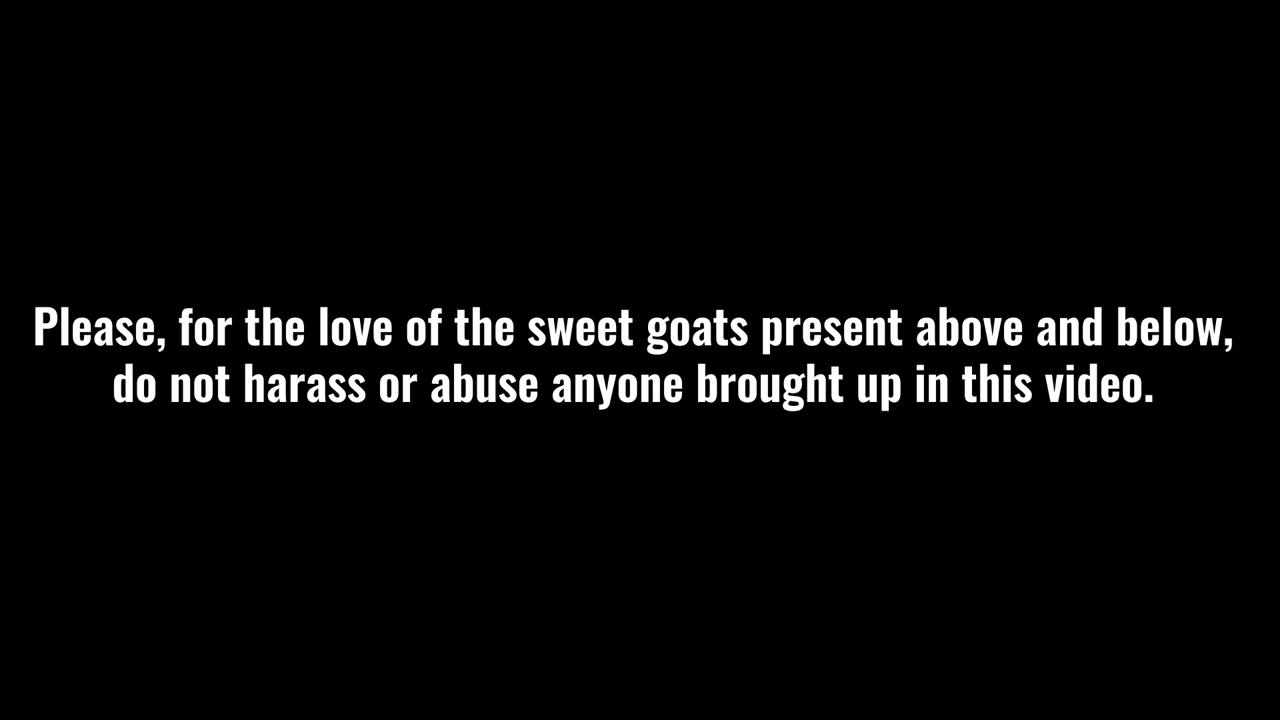 Please, for the love of the sweet goats present above and below,
do not harass or abuse anyone brought up in this video.